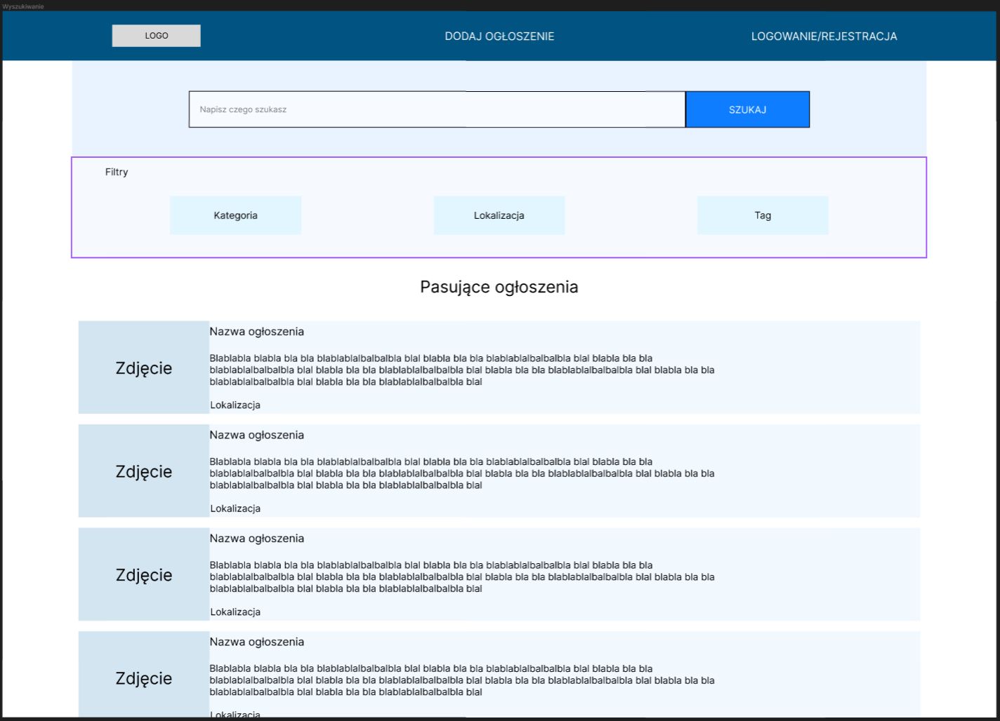 Wyszukiwanie
LOGO
DODAJ OGŁOSZENIE
LOGOWANIE/REJESTRACJA
Napisz czego szukasz
SZUKAJ
Filtry
Kategoria
Lokalizacja
Tag
Pasujące ogłoszenia
Zdjęcie
Nazwa ogłoszenia
Blablabla blabla bla bla blablablalbalbalbla blal blabla bla bla blablablalbalbalbla blal blabla bla bla
blablablalbalbalbla blal blabla bla bla blablablalbalbalbla blal blabla bla bla blablablalbalbalbla blal blabla bla bla
blablablalbalbalbla blal blabla bla bla blablablalbalbalbla blal
Lokalizacja
Zdjęcie
Nazwa ogłoszenia
Blablabla blabla bla bla blablablalbalbalbla blal blabla bla bla blablablalbalbalbla blal blabla bla bla
blablablalbalbalbla blal blabla bla bla blablablalbalbalbla blal blabla bla bla blablablalbalbalbla blal blabla bla bla
blablablalbalbalbla blal blabla bla bla blablablalbalbalbla blal
Lokalizacja
Zdjęcie
Nazwa ogłoszenia
Blablabla blabla bla bla blablablalbalbalbla blal blabla bla bla blablablalbalbalbla blal blabla bla bla
blablablalbalbalbla blal blabla bla bla blablablalbalbalbla blal blabla bla bla blablablalbalbalbla blal blabla bla bla
blablablalbalbalbla blal blabla bla bla blablablalbalbalbla blal
Lokalizacja
Zdjęcie
Nazwa ogłoszenia
Blablabla blabla bla bla blablablalbalbalbla blal blabla bla bla blablablalbalbalbla blal blabla bla bla
blablablalbalbalbla blal blabla bla bla blablablalbalbalbla blal blabla bla bla blablablalbalbalbla blal blabla bla bla
blablablalbalbalbla blal blabla bla bla blablablalbalbalbla blal
Lokalizacja